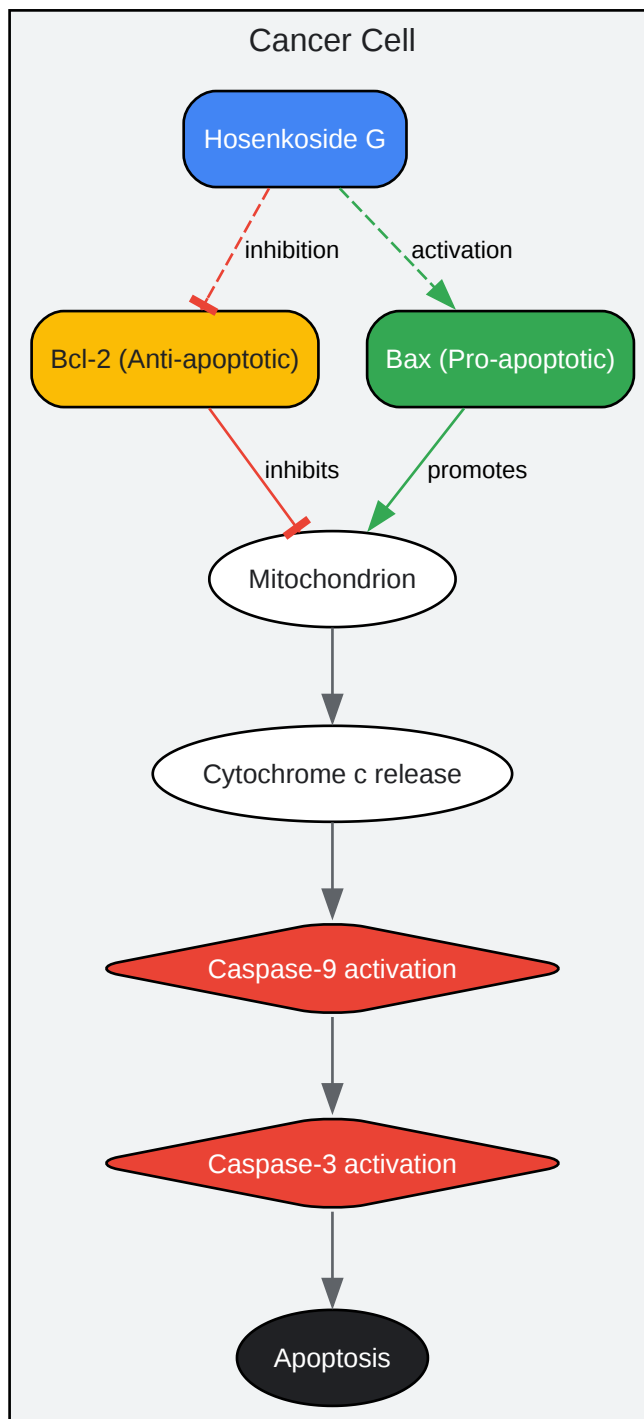 Cancer Cell
Hosenkoside G
inhibition
activation
Bcl-2 (Anti-apoptotic)
Bax (Pro-apoptotic)
inhibits
promotes
Mitochondrion
Cytochrome c release
Caspase-9 activation
Caspase-3 activation
Apoptosis